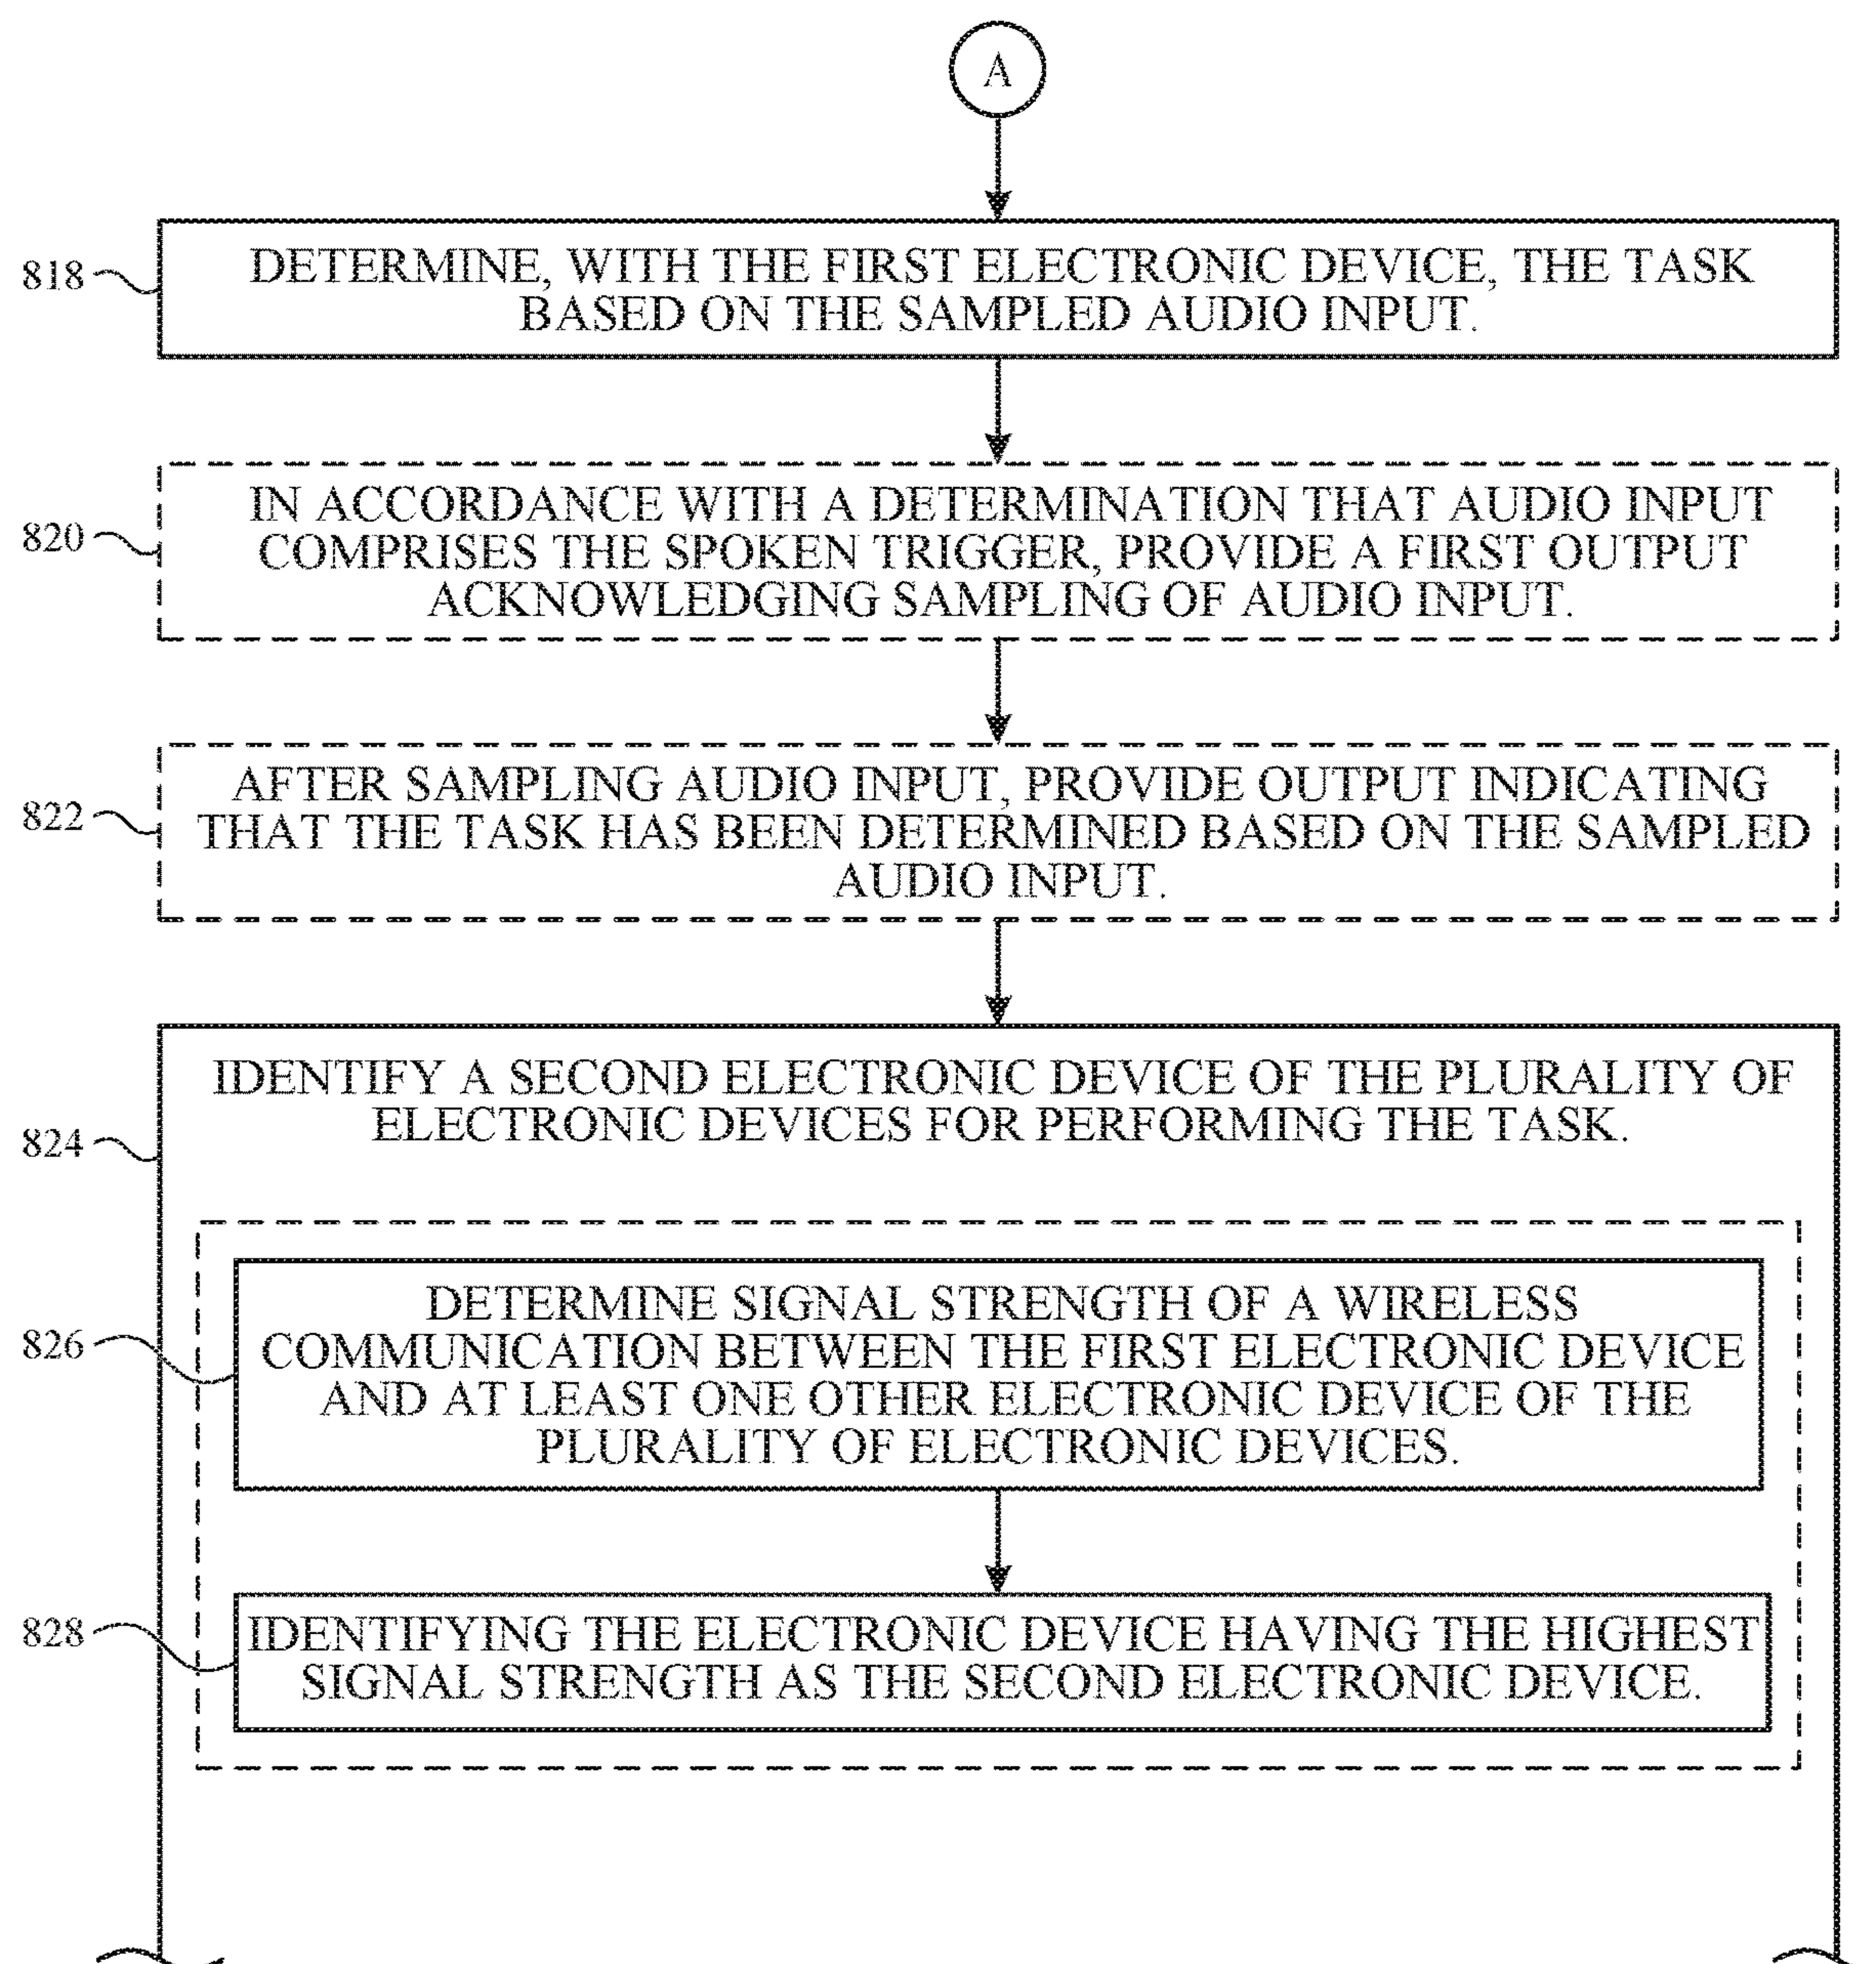 A
818
DETERMINE, WITH THE FIRST ELECTRONIC DEVICE, THE TASK
BASED ON THE SAMPLED AUDIO INPUT.
820
IN ACCORDANCE WITH A DETERMINATION THAT AUDIO INPUT
COMPRISES THE SPOKEN TRIGGER, PROVIDE A FIRST OUTPUT
ACKNOWLEDGING SAMPLING OF AUDIO INPUT.
822
AFTER SAMPLING AUDIO INPUT, PROVIDE OUTPUT INDICATING
THAT THE TASK HAS BEEN DETERMINED BASED ON THE SAMPLED
AUDIO INPUT.
824
IDENTIFY A SECOND ELECTRONIC DEVICE OF THE PLURALITY OF
ELECTRONIC DEVICES FOR PERFORMING THE TASK.
826
DETERMINE SIGNAL STRENGTH OF A WIRELESS
COMMUNICATION BETWEEN THE FIRST ELECTRONIC DEVICE
AND AT LEAST ONE OTHER ELECTRONIC DEVICE OF THE
PLURALITY OF ELECTRONIC DEVICES.
828
IDENTIFYING THE ELECTRONIC DEVICE HAVING THE HIGHEST
SIGNAL STRENGTH AS THE SECOND ELECTRONIC DEVICE.